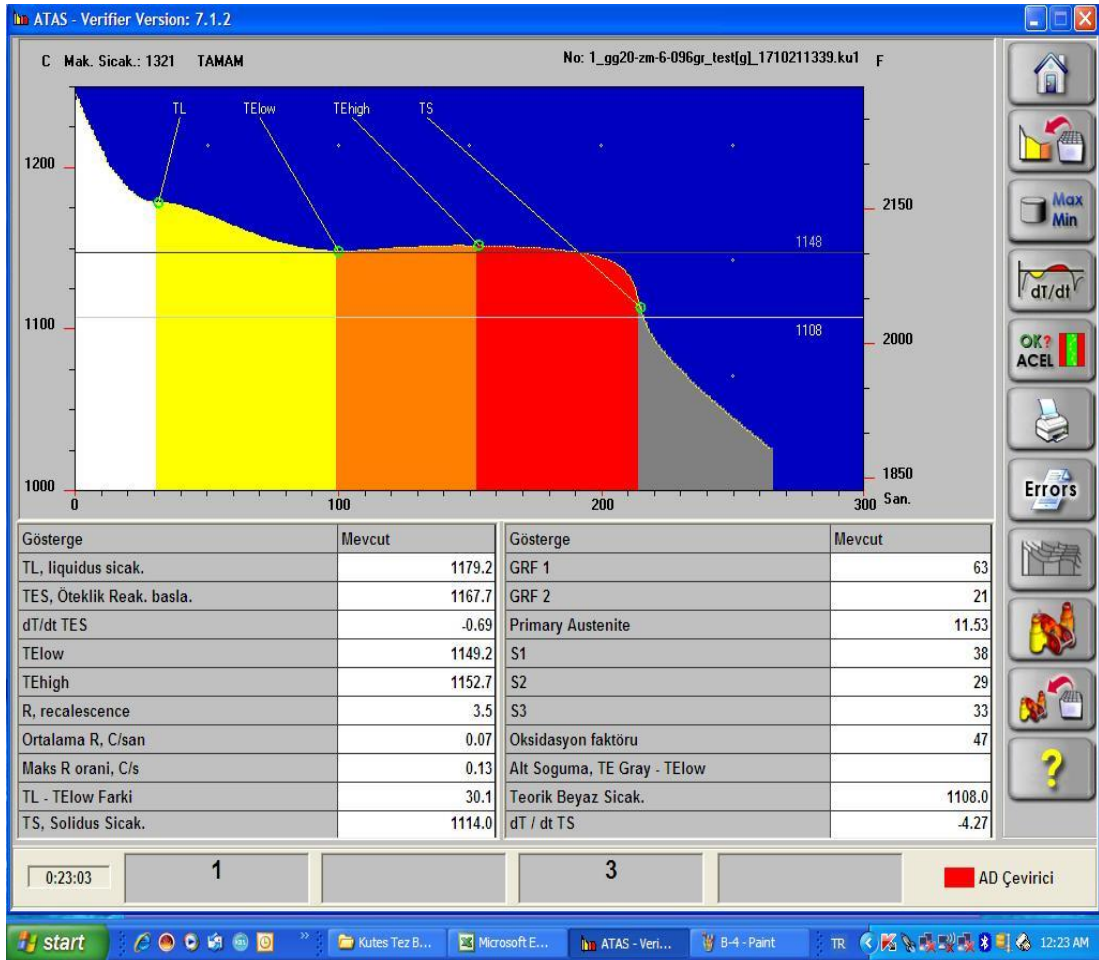 ATAS - Verifier Version: 7.1.2
C Mak. Sicak.: 1321 TAMAM No: 1_gg20-zm-6-096gr_test[g]_1710211339.ku1 F
TL TElow TEhigh TS
1200
2150
1148
1100
1108
2000
1000
1850
0 100 200 300 San.
Max
Min
dT/dt
OK?
ACEL
Errors
?
Gösterge Mevcut Gösterge Mevcut
TL, liquidus sicak. 1179.2 GRF 1 63
TES, Öteklik Reak. basla. 1167.7 GRF 2 21
dT/dt TES -0.69 Primary Austenite 11.53
TElow 1149.2 S1 38
TEhigh 1152.7 S2 29
R, recalescence 3.5 S3 33
Ortalama R, C/san 0.07 Oksidasyon faktöru 47
Maks R orani, C/s 0.13 Alt Soguma, TE Gray - TElow
TL - TElow Farki 30.1 Teorik Beyaz Sicak. 1108.0
TS, Solidus Sicak. 1114.0 dT / dt TS -4.27
0:23:03 1 3 AD Çevirici
start Kutes Tez B... Microsoft E... ATAS - Veri... B-4 - Paint TR 12:23 AM